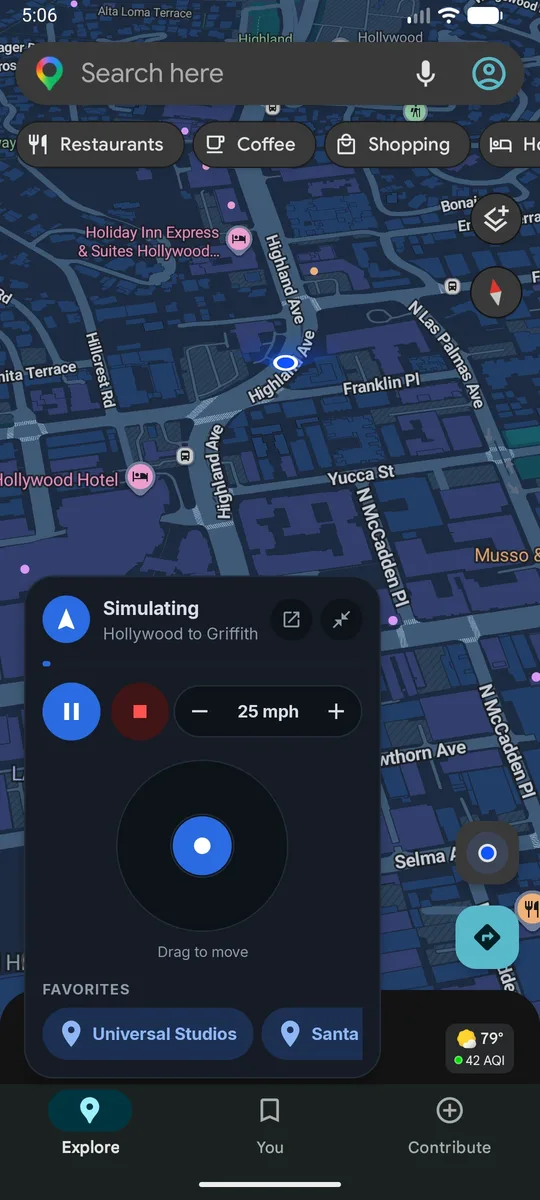 5:06
Alta Loma Terrace
Highland
Hollywood
Search here
Restaurants
Coffee
Shopping
Holiday Inn Express
& Suites Hollywood...
Highland Ave
N Las Palmas Ave
Hillcrest Rd
Highland Ave
Franklin Pl
Highland Ave
Hollywood Hotel
Yucca St
N McCadden Pl
Musso &
Simulating
Hollywood to Griffith
25 mph
N McCadden Pl
Selma A
Drag to move
FAVORITES
Universal Studios
Santa
79°
42 AQI
Explore
You
Contribute